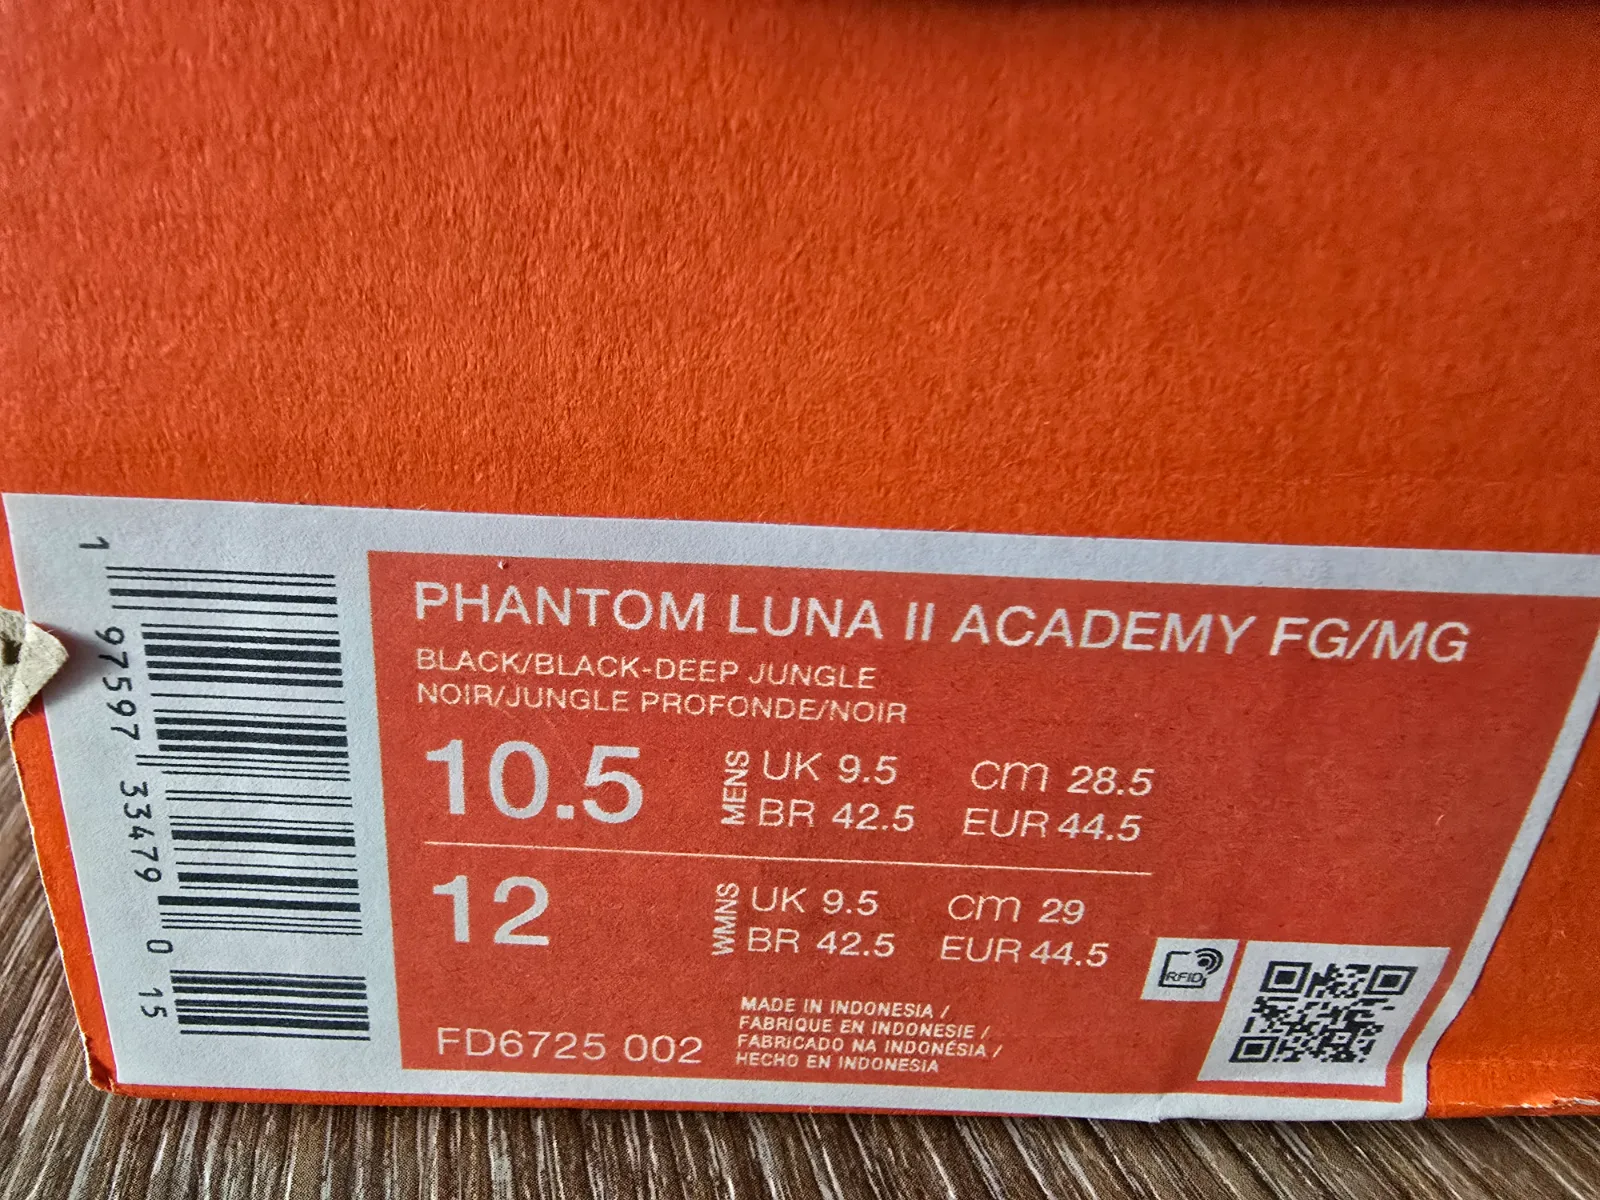 1 97597 33479 0 15
PHANTOM LUNA II ACADEMY FG/MG
BLACK/BLACK-DEEP JUNGLE
NOIR/JUNGLE PROFONDE/NOIR
10.5
MENS
UK 9.5 cm 28.5
BR 42.5 EUR 44.5
12
WMNS
UK 9.5 cm 29
BR 42.5 EUR 44.5
FD6725 002
MADE IN INDONESIA /
FABRIQUE EN INDONESIE /
FABRICADO NA INDONÉSIA /
HECHO EN INDONESIA
RFID